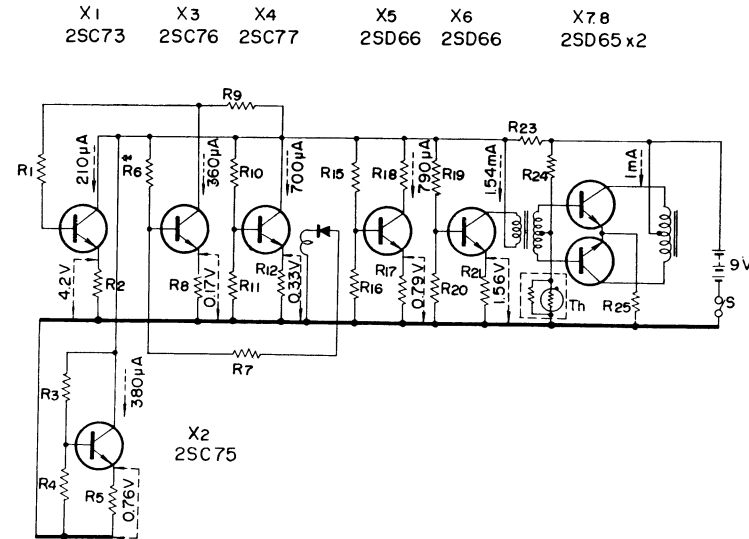 X1 X3 X4 X5 X6 X7.8
2SC73 2SC76 2SC77 2SD66 2SD66 2SD65x2
R9
R23
R1
210μA
R6*
360μA
R10
700μA
R15
R18
790μA
R19
1.54mA
R24
1mA
4.2V
R2
R8
0.17V
R11
R12
0.33V
R16
R17
0.79V
R20
R21
1.56V
Th
R25
9V
S
R7
R3
380μA
X2
2SC75
R4
R5
0.76V